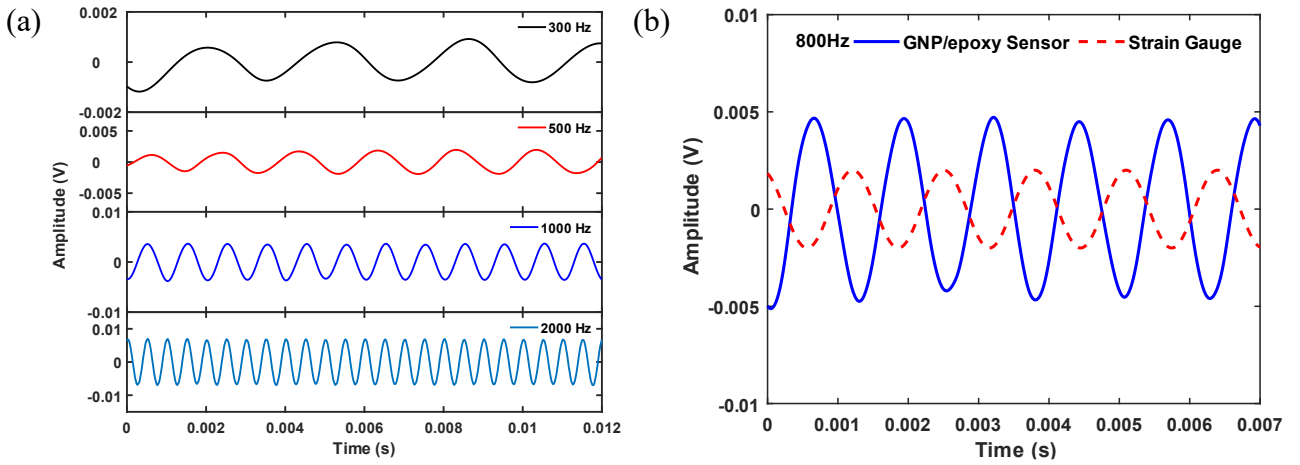 (a)
0.002
0
-0.002
300 Hz
0.005
0
-0.005
500 Hz
0.01
0
-0.01
1000 Hz
0.01
0
-0.01
2000 Hz
Amplitude (V)
0 0.002 0.004 0.006 0.008 0.01 0.012
Time (s)
(b)
0.01
0.005
0
-0.005
-0.01
800Hz GNP/epoxy Sensor Strain Gauge
Amplitude (V)
0 0.001 0.002 0.003 0.004 0.005 0.006 0.007
Time (s)